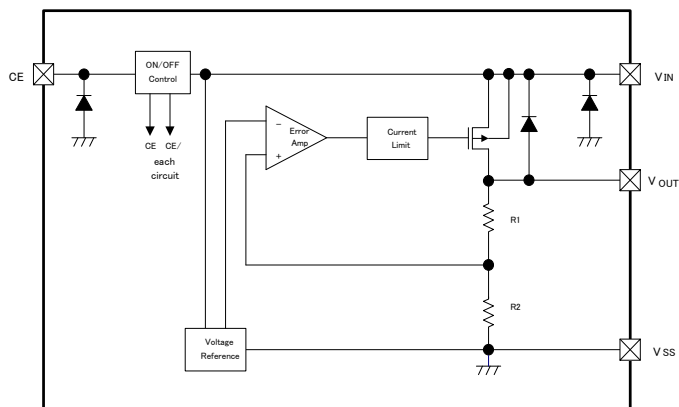 ON/OFF
Control
CE
VIN
CE CE/
each
circuit
−
Error
Amp
+
Current
Limit
VOUT
R1
R2
Voltage
Reference
VSS